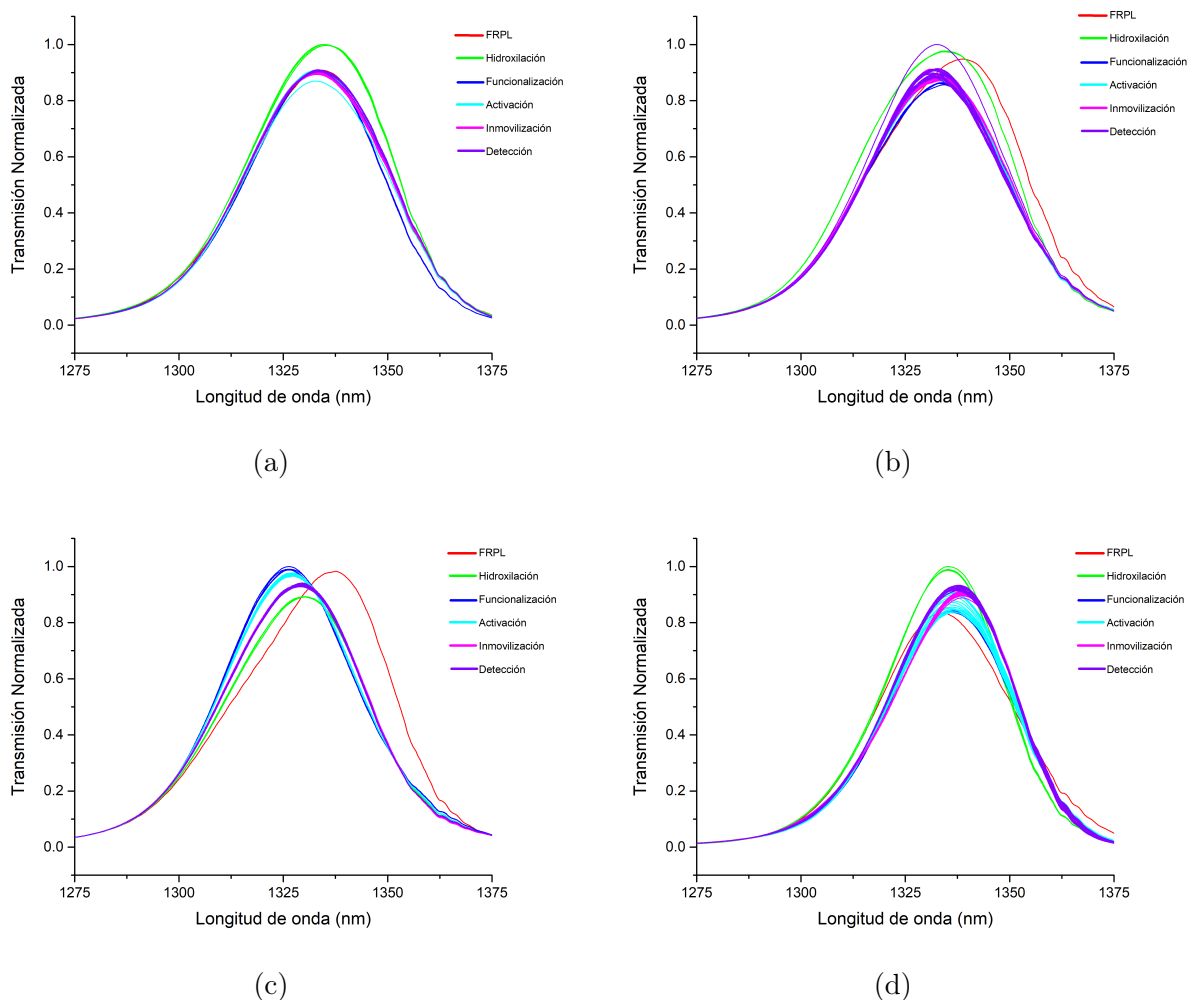 FRPL
Hidroxilación
Funcionalización
Activación
Inmovilización
Detección
Transmisión Normalizada
1.0
0.8
0.6
0.4
0.2
0.0
1275 1300 1325 1350 1375
Longitud de onda (nm)
(a)
FRPL
Hidroxilación
Funcionalización
Activación
Inmovilización
Detección
Transmisión Normalizada
1.0
0.8
0.6
0.4
0.2
0.0
1275 1300 1325 1350 1375
Longitud de onda (nm)
(b)
FRPL
Hidroxilación
Funcionalización
Activación
Inmovilización
Detección
Transmisión Normalizada
1.0
0.8
0.6
0.4
0.2
0.0
1275 1300 1325 1350 1375
Longitud de onda (nm)
(c)
FRPL
Hidroxilación
Funcionalización
Activación
Inmovilización
Detección
Transmisión Normalizada
1.0
0.8
0.6
0.4
0.2
0.0
1275 1300 1325 1350 1375
Longitud de onda (nm)
(d)